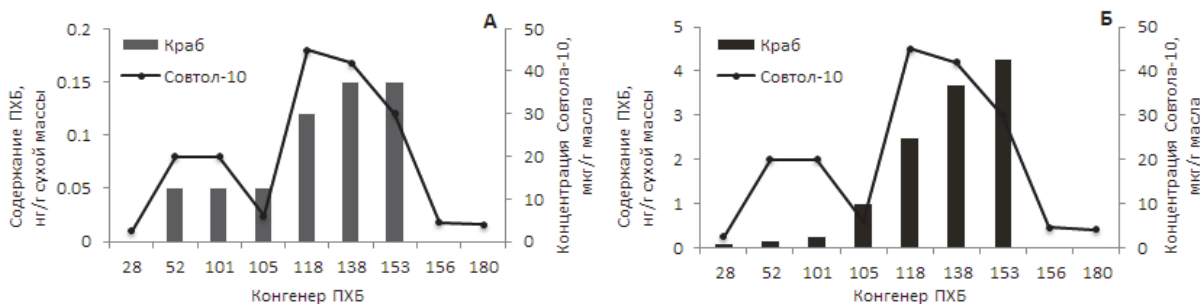 А
Содержание ПХБ,
нг/г сухой массы
0.2
0.15
0.1
0.05
0
Краб
Совтол-10
50
40
30
20
10
0
Концентрация Совтола-10,
мкг/г масла
28 52 101 105 118 138 153 156 180
Конгенер ПХБ
Б
Содержание ПХБ,
нг/г сухой массы
5
4
3
2
1
0
Краб
Совтол-10
50
40
30
20
10
0
Концентрация Совтола-10,
мкг/г масла
28 52 101 105 118 138 153 156 180
Конгенер ПХБ